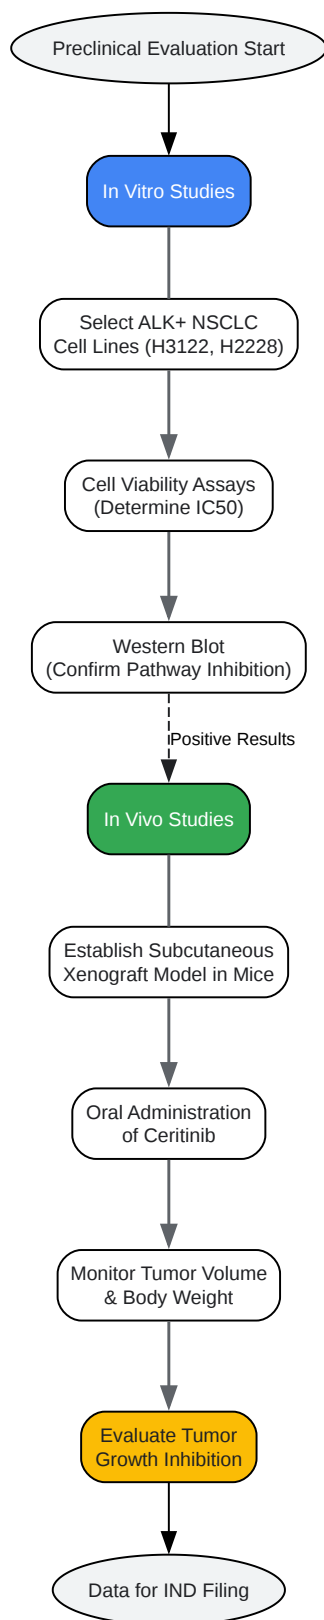 Preclinical Evaluation Start
In Vitro Studies
Select ALK+ NSCLC
Cell Lines (H3122, H2228)
Cell Viability Assays
(Determine IC50)
Western Blot
(Confirm Pathway Inhibition)
Positive Results
In Vivo Studies
Establish Subcutaneous
Xenograft Model in Mice
Oral Administration
of Ceritinib
Monitor Tumor Volume
& Body Weight
Evaluate Tumor
Growth Inhibition
Data for IND Filing